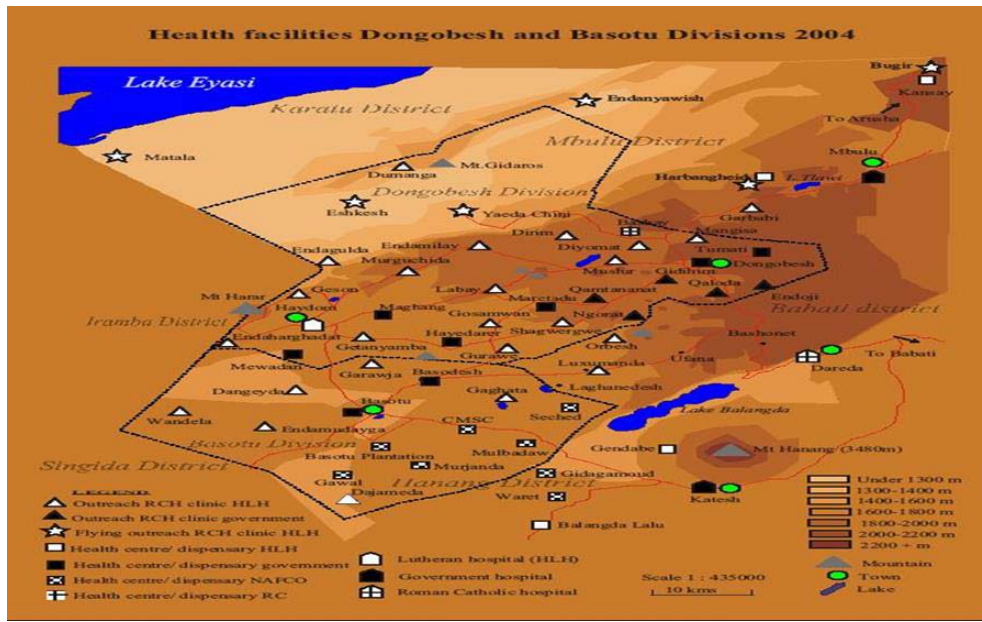 Health facilities Dongobesh and Basotu Divisions 2004
Bugir
Lake Eyasi
Kansay
Endanyawish
Karatu District
To Arusha
Mbulu District
Mbulu
Matala
Mt.Gidaros
Dumanga
Harbangheid
L.Tlawi
Dongobesh Division
Eshkesh
Yaeda Chini
Garbabi
Dirim
Mangisa
Endagulda
Endamilay
Diyomat
Tumati
Murguchida
Muslur
Gidihun
Dongobesh
Geson
Labay
Qamtananat
Qaloda
Mt Harar
Maghang
Maretadu
Endoji
Haydom
Gosamwan
Ngorat
Bahati district
Iramba District
Hayedarer
Shagwergwe
Bashonet
Endaharghadat
Getanyamba
Orbesh
To Babati
Gurawe
Ufana
Mewadan
Garawja
Luxumanda
Dareda
Basodesh
Dangeyda
Gaghata
Laghanedesh
Basotu
Lake Balangda
Wandela
CMSC
Seched
Endamudayga
Basotu Division
Mulbadaw
Gendabe
Mt Hanang (3480m)
Basotu Plantation
Singida District
Murjanda
Gidagamoud
Gawal
Hanang District
Dajameda
Waret
Katesh
Balangda Lalu
LEGEND
Outreach RCH clinic HLH
Outreach RCH clinic government
Flying outreach RCH clinic HLH
Health centre/ dispensary HLH
Health centre/ dispensary government
Health centre/ dispensary NAFCO
Health centre/ dispensary RC
Lutheran hospital (HLH)
Government hospital
Roman Catholic hospital
Scale 1 : 435000
10 kms
Under 1300 m
1300-1400 m
1400-1600 m
1600-1800 m
1800-2000 m
2000-2200 m
2200 + m
Mountain
Town
Lake